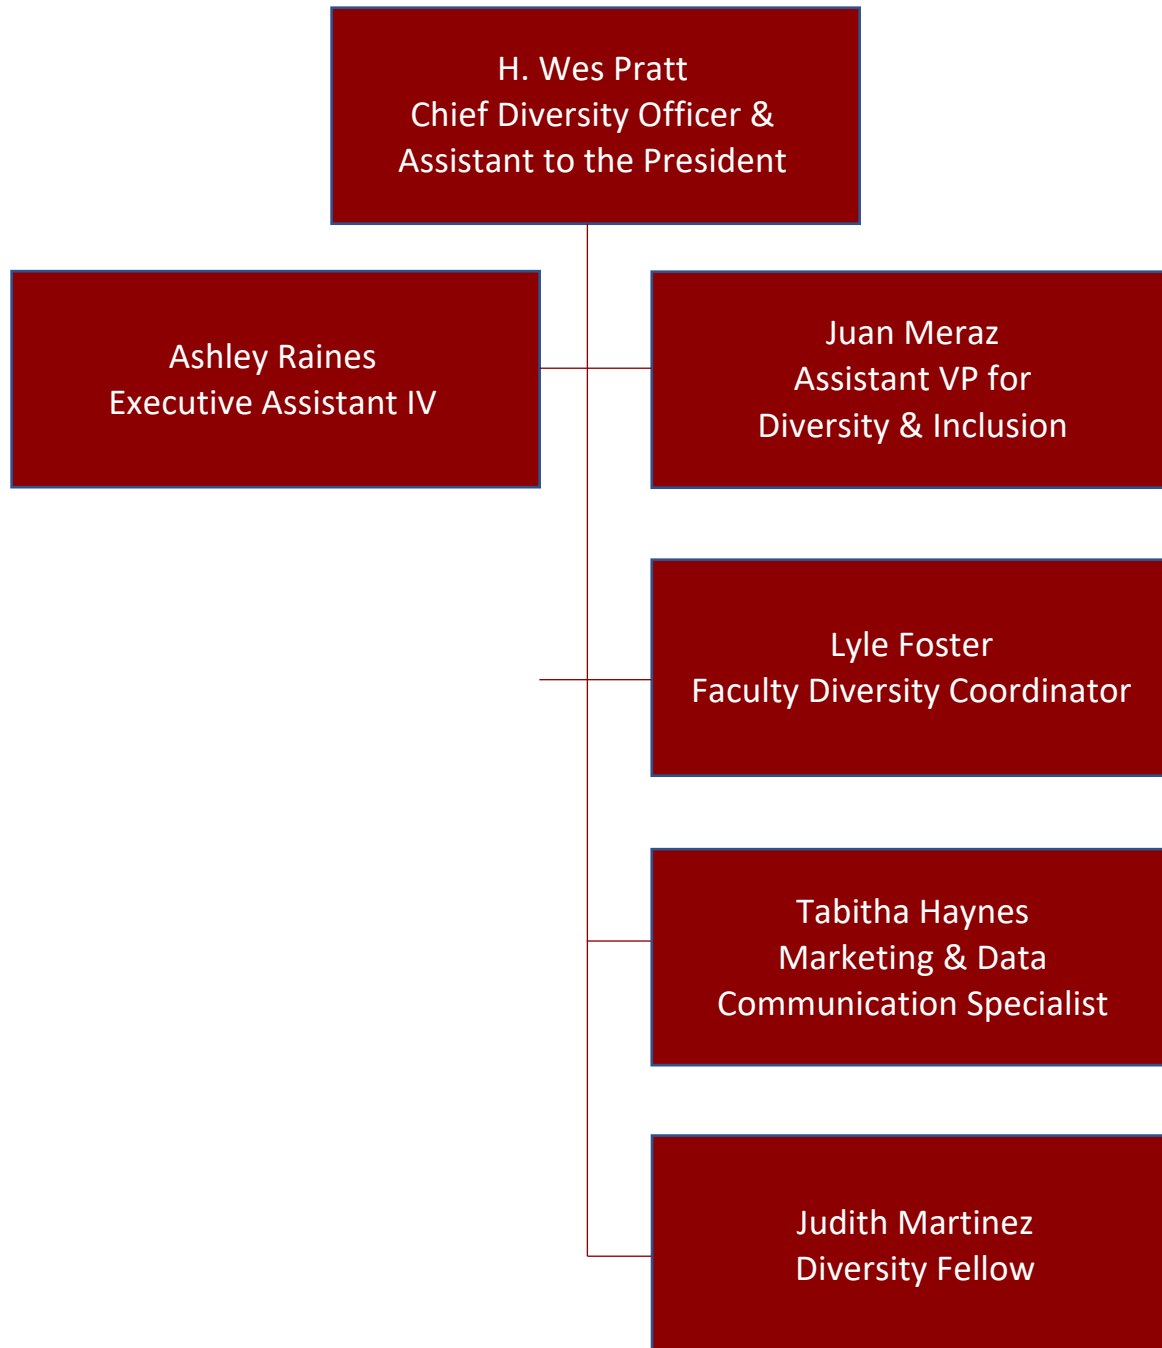 H. Wes Pratt
Chief Diversity Officer &
Assistant to the President
Ashley Raines
Executive Assistant IV
Juan Meraz
Assistant VP for
Diversity & Inclusion
Lyle Foster
Faculty Diversity Coordinator
Tabitha Haynes
Marketing & Data
Communication Specialist
Judith Martinez
Diversity Fellow